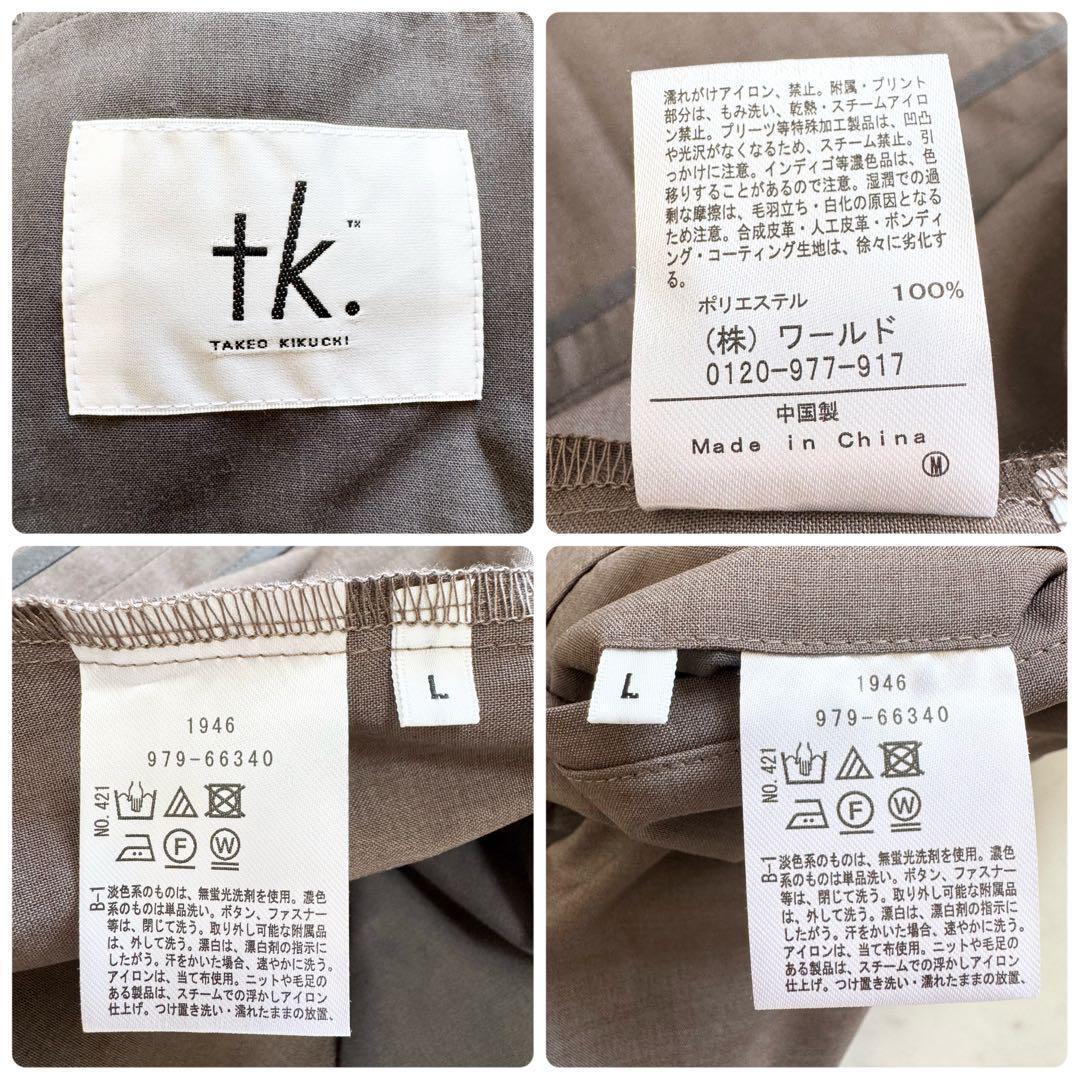 tk.
TM
TAKEO KIKUCHI
濡れがけアイロン、禁止。附属・プリント
部分は、もみ洗い、乾熱・スチームアイロ
ン禁止。プリーツ等特殊加工製品は、凹凸
や光沢がなくなるため、スチーム禁止。引
っかけに注意。インディゴ等濃色品は、色
移りすることがあるので注意。湿潤での過
剰な摩擦は、毛羽立ち・白化の原因となる
ため注意。合成皮革・人工皮革・ボンディ
ング・コーティング生地は、徐々に劣化す
る。
ポリエステル 100%
(株)ワールド
0120-977-917
中国製
Made in China
M
L
1946
979-66340
NO. 421
F
W
B-1
淡色系のものは、無蛍光洗剤を使用。濃色
系のものは単品洗い。ボタン、ファスナー
等は、閉じて洗う。取り外し可能な附属品
は、外して洗う。漂白は、漂白剤の指示に
したがう。汗をかいた場合、速やかに洗う。
アイロンは、当て布使用。ニットや毛足の
ある製品は、スチームでの浮かしアイロン
仕上げ。つけ置き洗い・濡れたままの放置、
L
1946
979-66340
NO. 421
F
W
B-1
淡色系のものは、無蛍光洗剤を使用。濃色
系のものは単品洗い。ボタン、ファスナー
等は、閉じて洗う。取り外し可能な附属品
は、外して洗う。漂白は、漂白剤の指示に
したがう。汗をかいた場合、速やかに洗う。
アイロンは、当て布使用。ニットや毛足の
ある製品は、スチームでの浮かしアイロン
仕上げ。つけ置き洗い・濡れたままの放置、